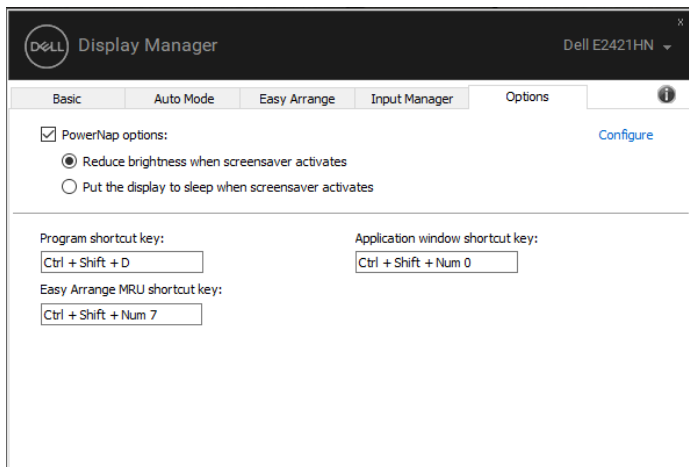 x
DELL Display Manager
Dell E2421HN
Basic
Auto Mode
Easy Arrange
Input Manager
Options
i
PowerNap options:
Configure
Reduce brightness when screensaver activates
Put the display to sleep when screensaver activates
Program shortcut key:
Application window shortcut key:
Ctrl + Shift + D
Ctrl + Shift + Num 0
Easy Arrange MRU shortcut key:
Ctrl + Shift + Num 7